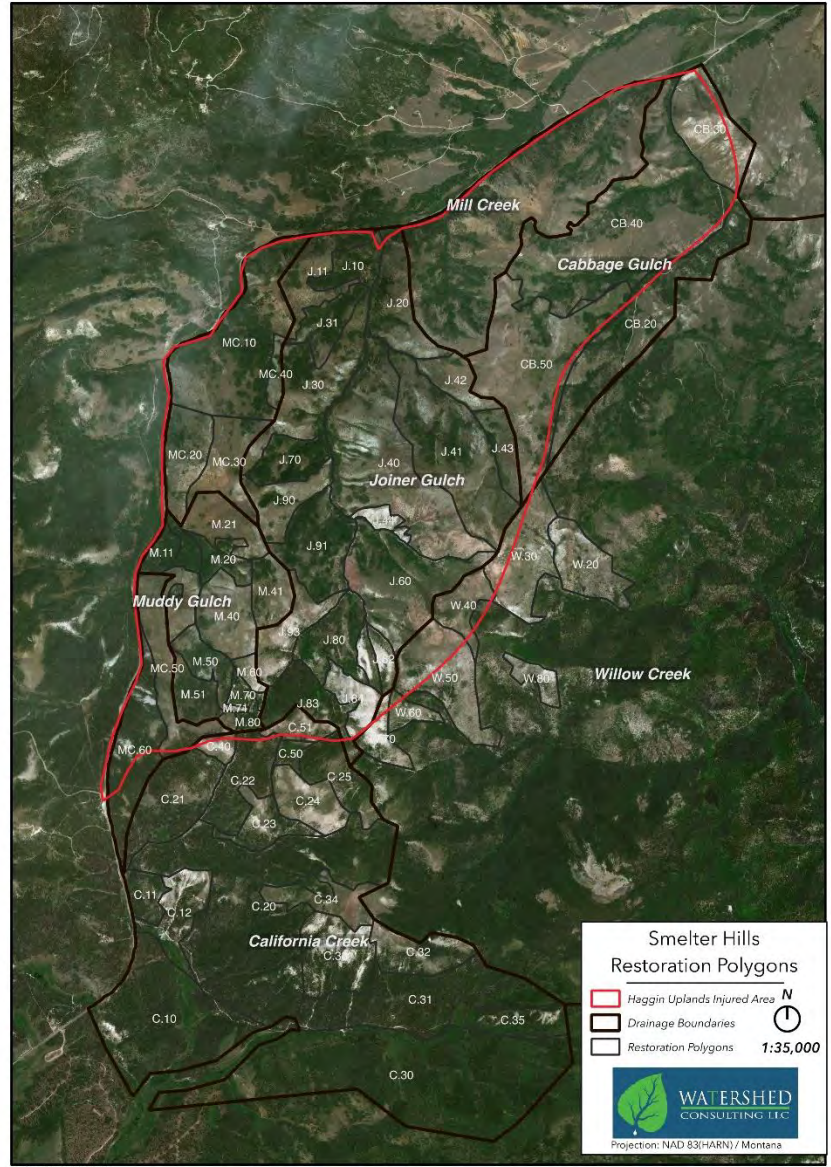 CB.30
Mill Creek
CB.40
Cabbage Gulch
J.11
J.10
J.20
CB.20
J.31
MC.10
MC.40
J.30
J.42
CB.50
J.70
J.41
J.43
MC.20
MC.30
J.40
Joiner Gulch
J.90
M.21
M.11
M.20
J.91
W.30
W.20
J.60
M.41
Muddy Gulch
M.40
W.40
J.93
J.80
MC.50
M.50
M.60
W.50
Willow Creek
W.80
M.51
M.70
J.83
M.80
W.60
C.51
MC.60
C.40
C.50
C.21
C.22
C.25
C.24
C.23
C.11
C.12
C.20
C.34
California Creek
C.32
C.31
C.10
C.35
C.30
Smelter Hills
Restoration Polygons
Haggin Uplands Injured Area
N
Drainage Boundaries
Restoration Polygons
1:35,000
WATERSHED
CONSULTING LLC
Projection: NAD 83(HARN) / Montana